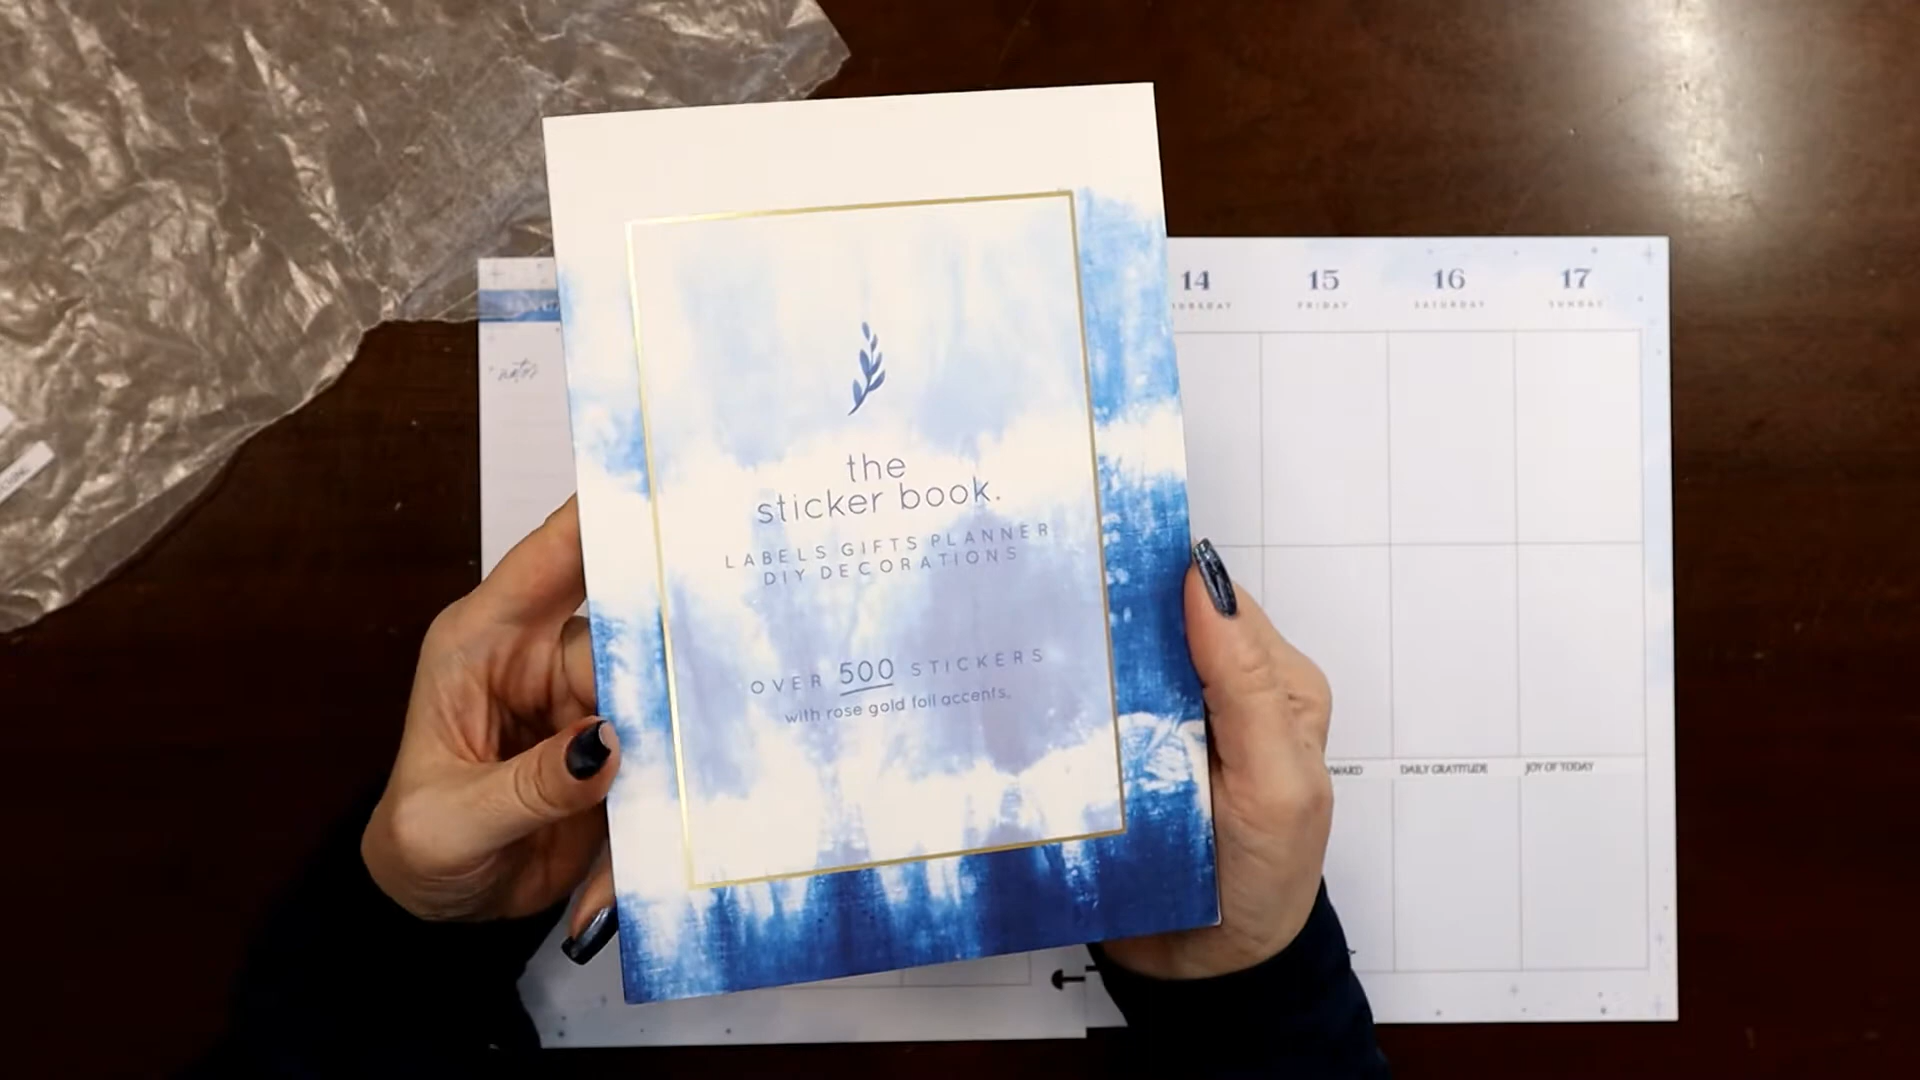 the
sticker book.
LABELS GIFTS PLANNER
DIY DECORATIONS
OVER 500 STICKERS
with rose gold foil accents.
notes
14
15
16
17
FRIDAY
SATURDAY
SUNDAY
DAILY GRATITUDE
JOY OF TODAY